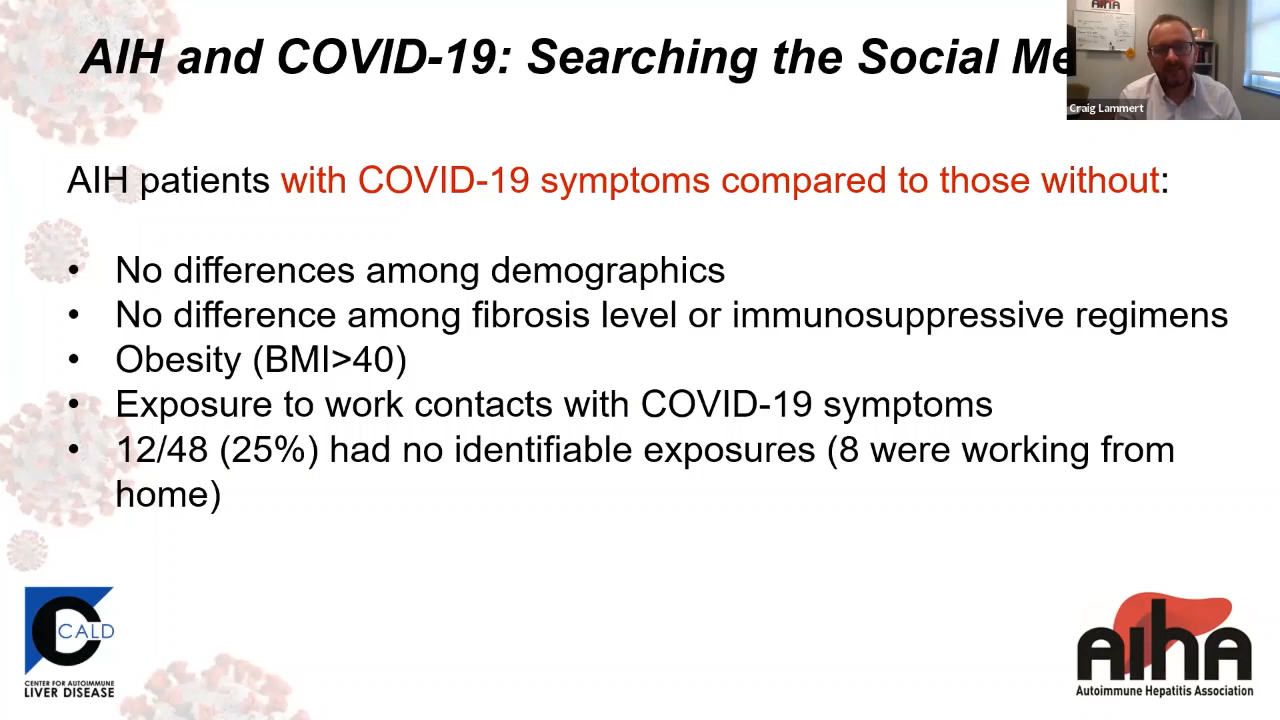 AIH and COVID-19: Searching the Social Me
Craig Lammert
AIH patients with COVID-19 symptoms compared to those without:
• No differences among demographics
• No difference among fibrosis level or immunosuppressive regimens
• Obesity (BMI>40)
• Exposure to work contacts with COVID-19 symptoms
• 12/48 (25%) had no identifiable exposures (8 were working from
home)
CALD
CENTER FOR AUTOIMMUNE
LIVER DISEASE
AIHA
Autoimmune Hepatitis Association